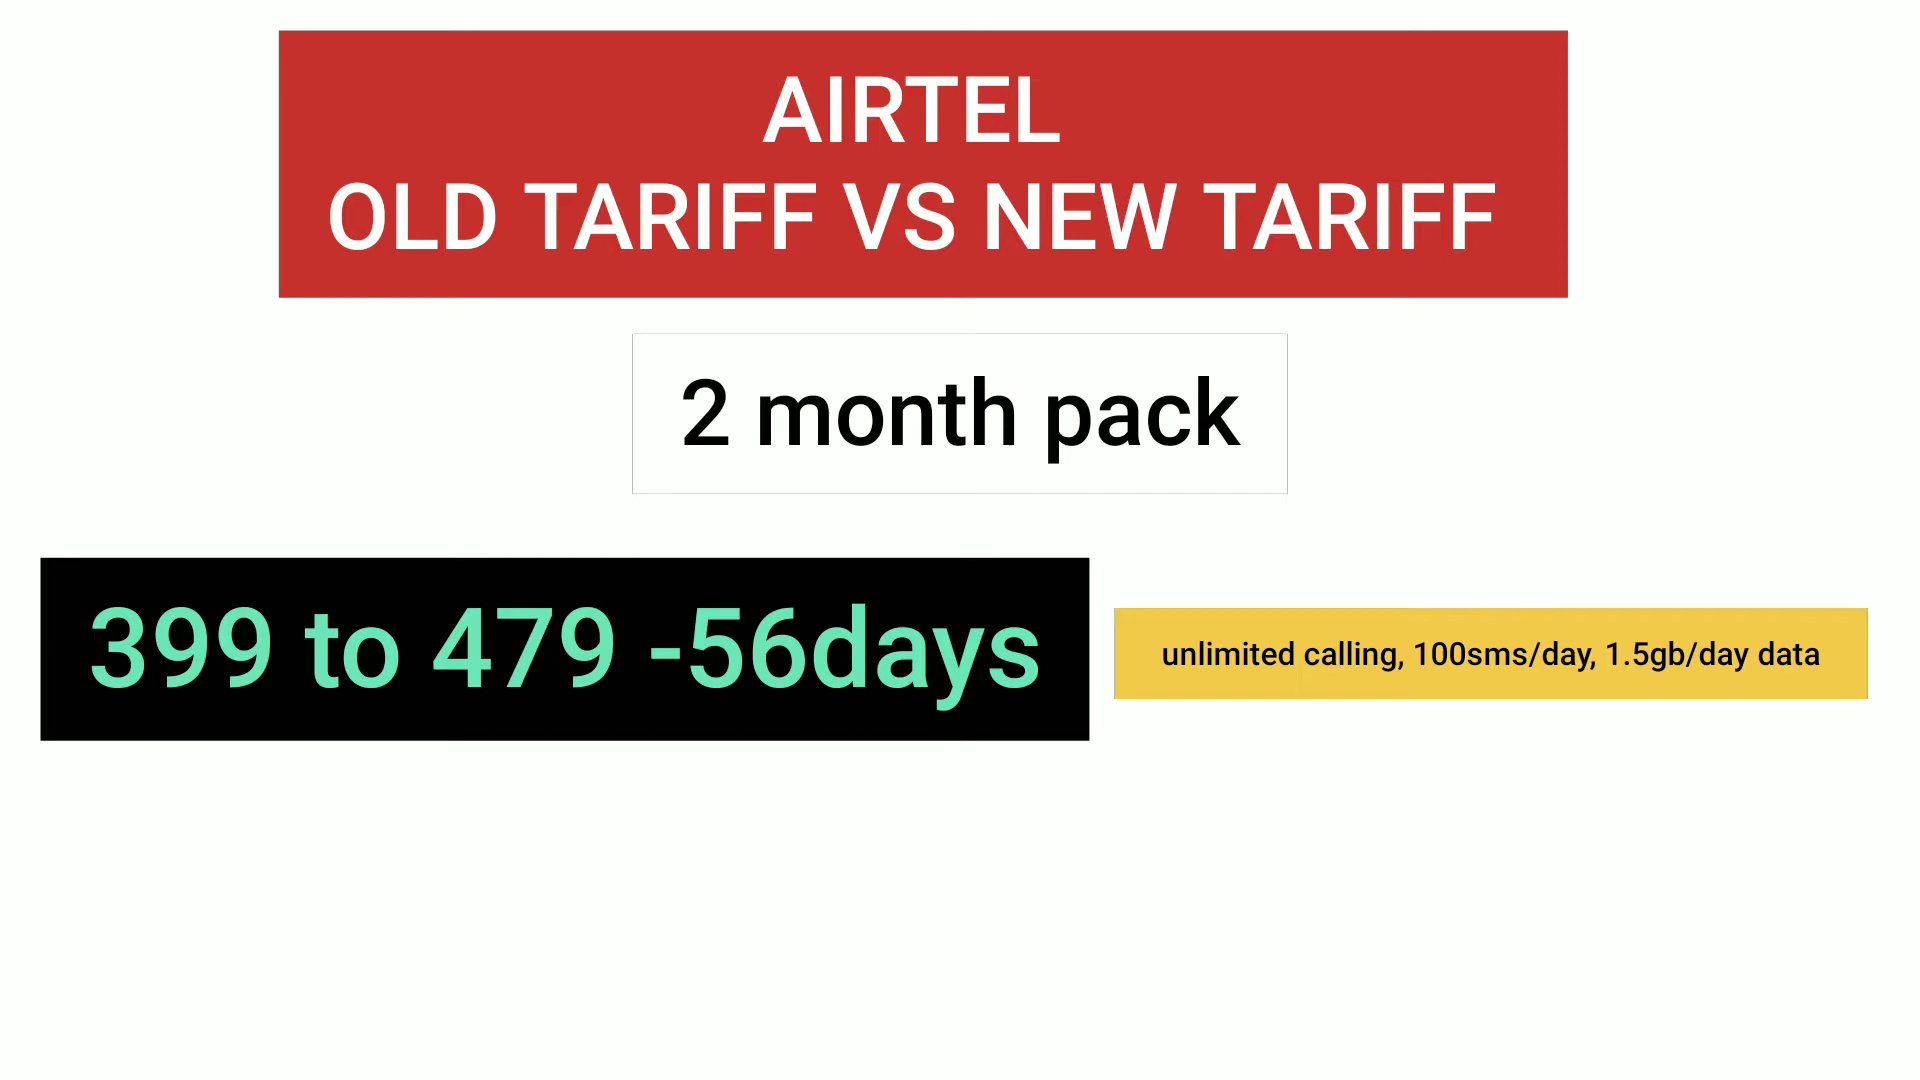 AIRTEL
OLD TARIFF VS NEW TARIFF
2 month pack
399 to 479 -56days
unlimited calling, 100sms/day, 1.5gb/day data